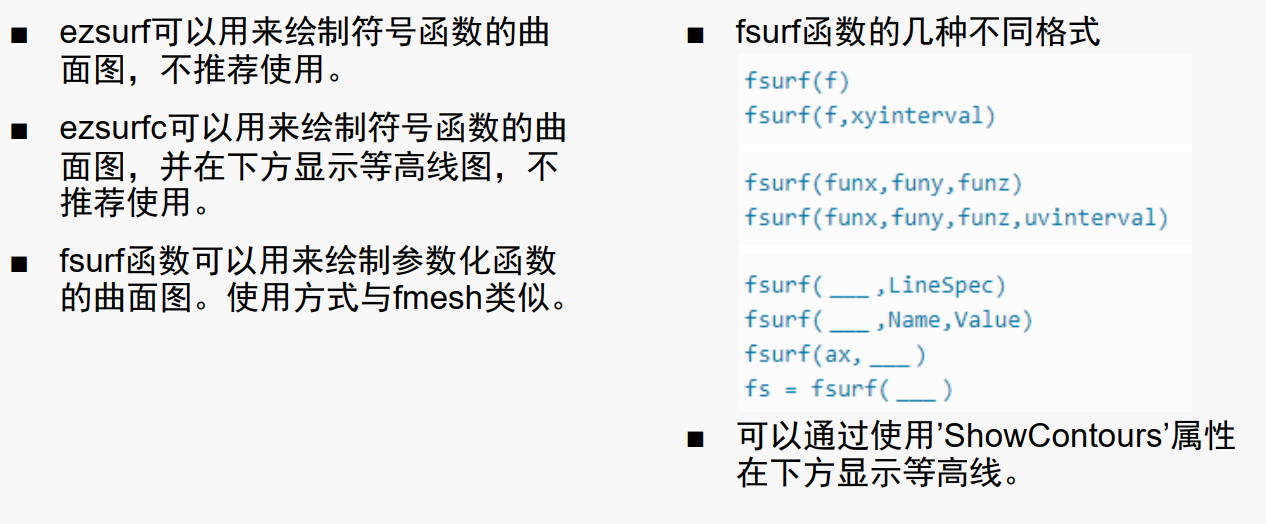 ■ ezsurf可以用来绘制符号函数的曲
面图，不推荐使用。
■ ezsurfc可以用来绘制符号函数的曲
面图，并在下方显示等高线图，不
推荐使用。
■ fsurf函数可以用来绘制参数化函数
的曲面图。使用方式与fmesh类似。
■ fsurf函数的几种不同格式
fsurf(f)
fsurf(f,xyinterval)
fsurf(funx,funy,funz)
fsurf(funx,funy,funz,uvinterval)
fsurf(___,LineSpec)
fsurf(___,Name,Value)
fsurf(ax,___)
fs = fsurf(___)
■ 可以通过使用’ShowContours’属性
在下方显示等高线。